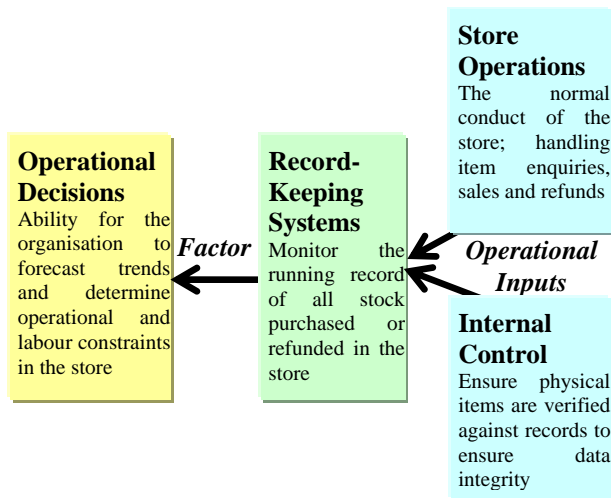 Operational
Decisions
Ability for the
organisation to
forecast trends
and determine
operational and
labour constraints
in the store
Factor
Record-
Keeping
Systems
Monitor the
running record
of all stock
purchased or
refunded in the
store
Store
Operations
The normal
conduct of the
store; handling
item enquiries,
sales and refunds
Operational
Inputs
Internal
Control
Ensure physical
items are verified
against records to
ensure data
integrity